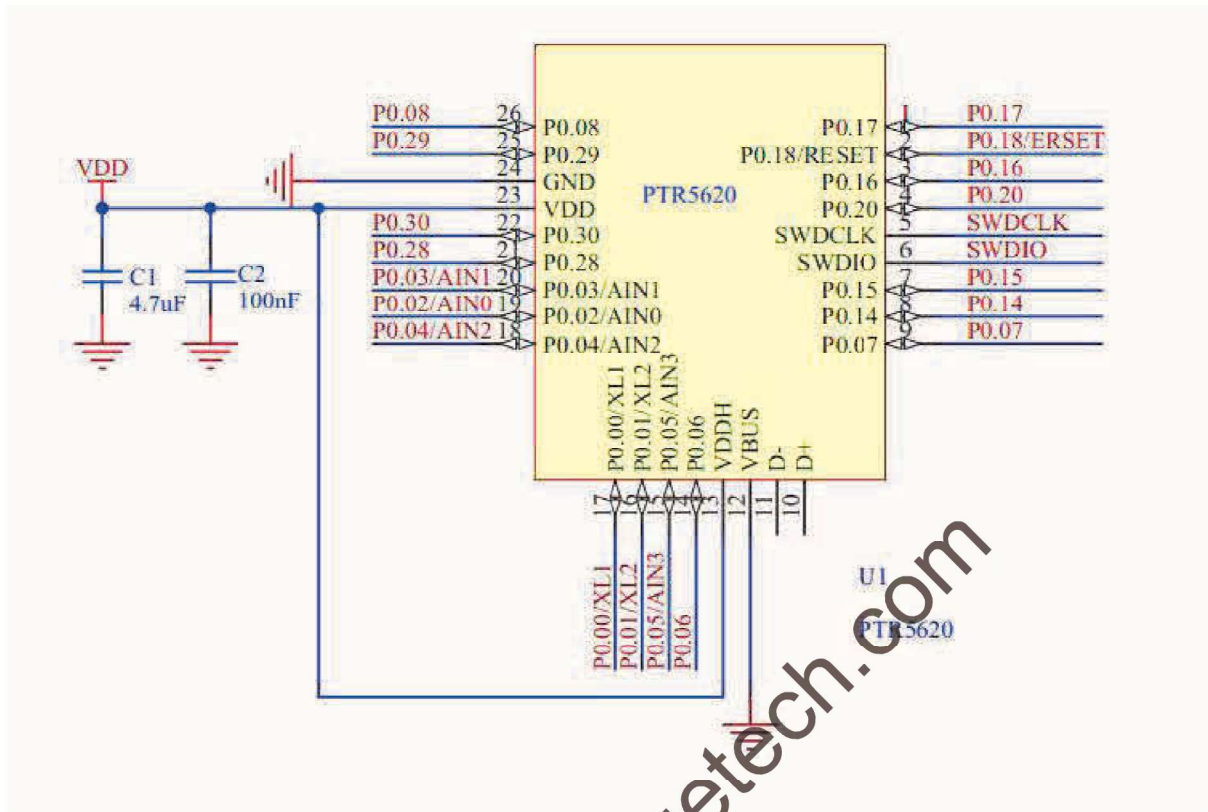 P0.08 26 P0.08
P0.29 25 P0.29
24 GND
VDD 23 VDD
P0.30 22 P0.30
P0.28 21 P0.28
P0.03/AIN1 20 P0.03/AIN1
P0.02/AIN0 19 P0.02/AIN0
P0.04/AIN2 18 P0.04/AIN2
C1
4.7uF
C2
100nF
PTR5620
P0.17 1 P0.17
P0.18/RESET 2 P0.18/ERSET
P0.16 3 P0.16
P0.20 4 P0.20
SWDCLK 5 SWDCLK
SWDIO 6 SWDIO
P0.15 7 P0.15
P0.14 8 P0.14
P0.07 9 P0.07
P0.00/XL1 17 P0.00/XL1
P0.01/XL2 16 P0.01/XL2
P0.05/AIN3 15 P0.05/AIN3
P0.06 14 P0.06
VDDH 13
VBUS 12
D- 11
D+ 10
U1
PTR5620
etech.com